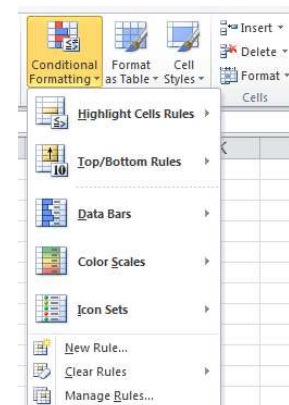 Conditional Formatting
Format as Table
Cell Styles
Insert
Delete
Format
Cells
K
Highlight Cells Rules
Top/Bottom Rules
10
Data Bars
Color Scales
Icon Sets
New Rule...
Clear Rules
Manage Rules...